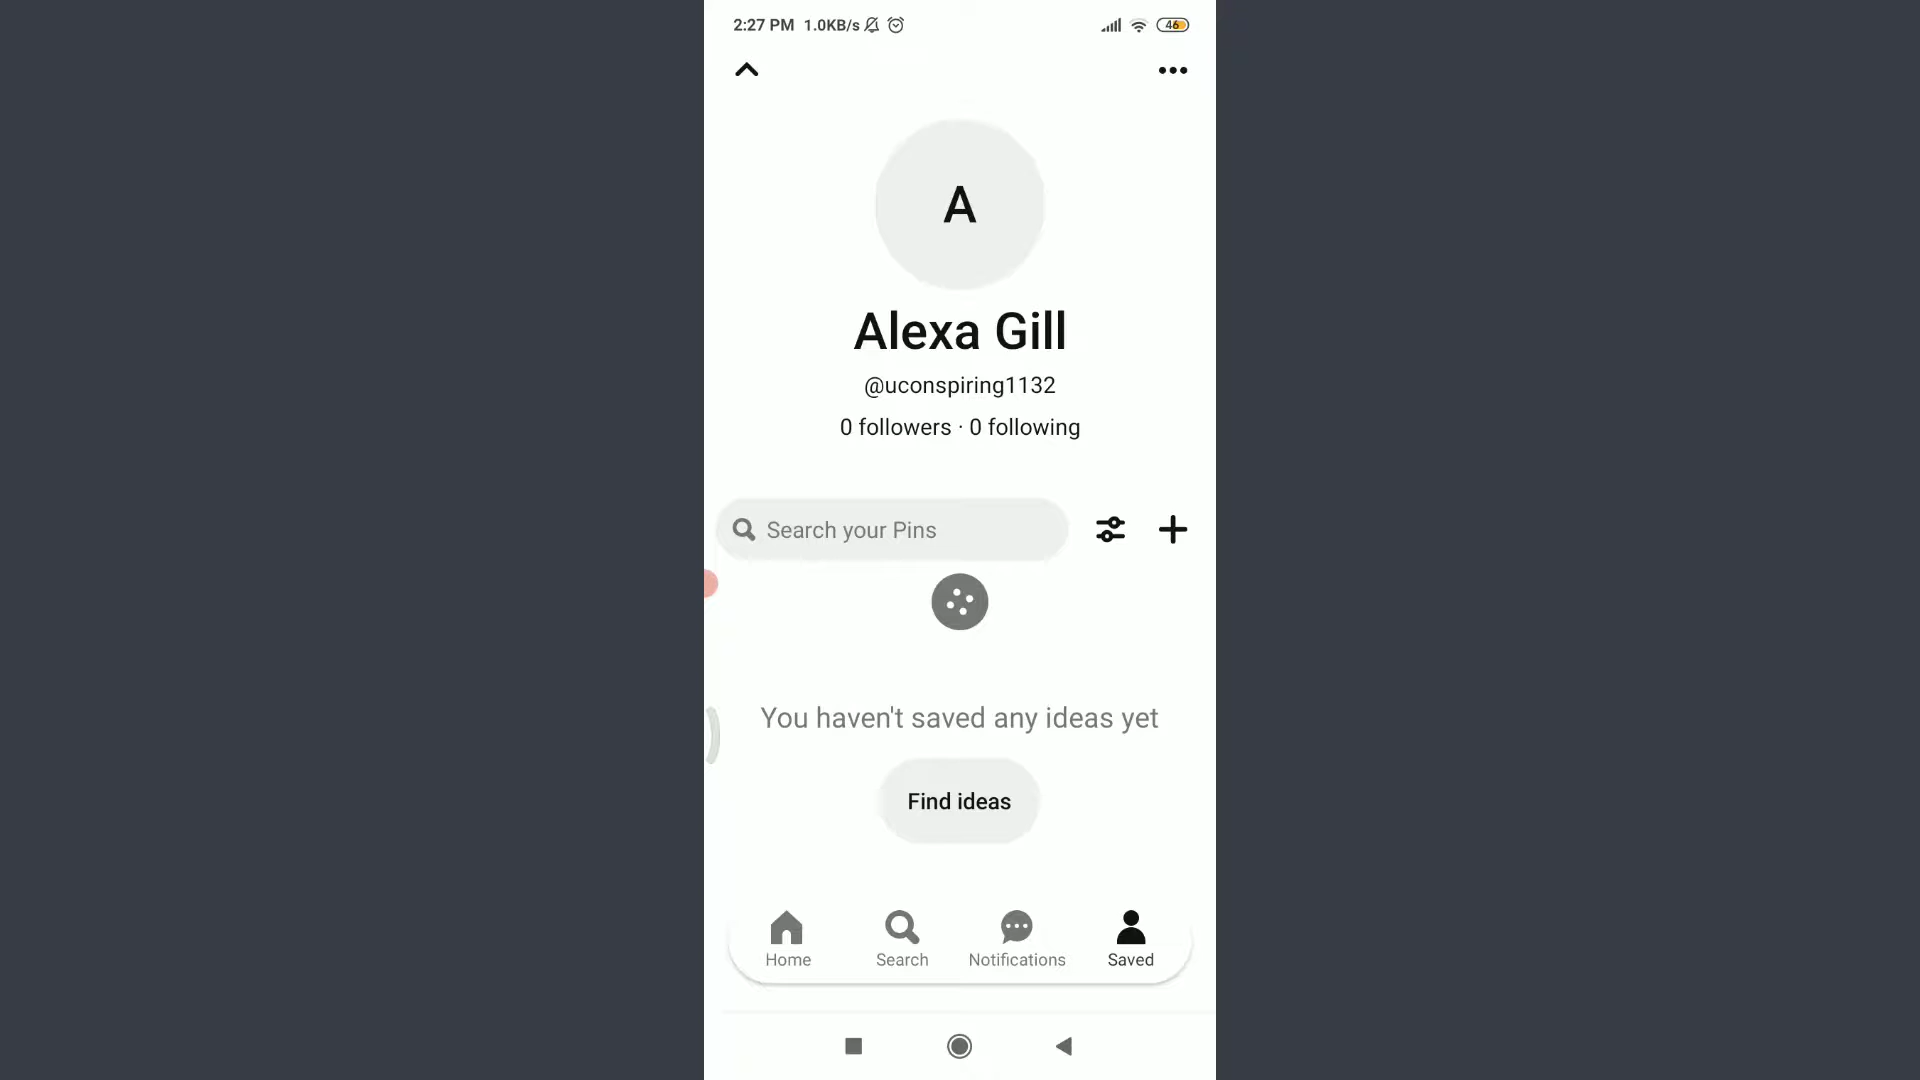 2:27 PM 1.0KB/s 46
A
Alexa Gill
@uconspiring1132
0 followers · 0 following
Search your Pins
You haven't saved any ideas yet
Find ideas
Home Search Notifications Saved